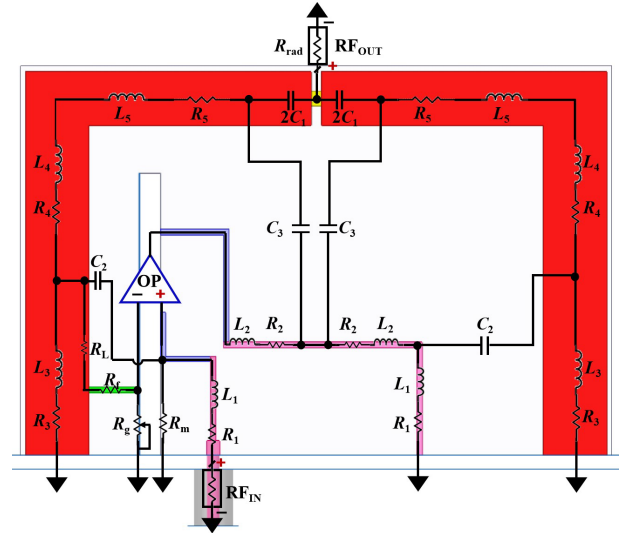 −
R_rad RF_OUT
+
2C_1 2C_1
L_5 R_5 R_5 L_5
L_4 L_4
R_4 R_4
C_3 C_3
C_2 OP
− +
L_2 R_2 R_2 L_2 C_2
R_L
L_3 L_1 L_1 L_3
R_f
R_3 R_g R_m R_1 R_1 R_3
+
RF_IN
−